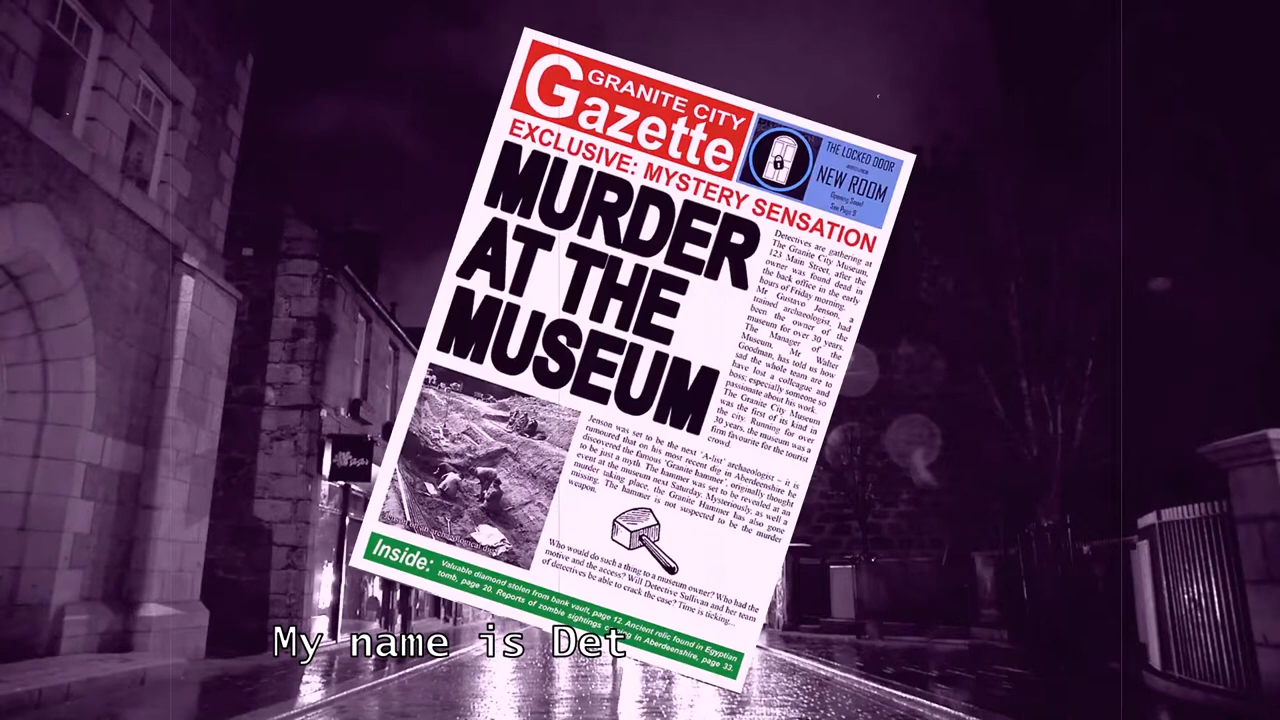 GRANITE CITY
Gazette
THE LOCKED DOOR
announce
NEW ROOM
Opening Soon!
See Page 9
EXCLUSIVE: MYSTERY SENSATION
MURDER
AT THE
MUSEUM
Detectives are gathering at
The Granite City Museum,
123 Main Street, after the
owner was found dead in
the back office in the early
hours of Friday morning.
Mr Gustavo Jenson, a
trained archaeologist, had
been the owner of the
museum for over 30 years.
The Manager of the
Museum, Mr Walter
Goodman, has told us how
sad the whole team are to
have lost a colleague and
boss; especially someone so
passionate about his work.
The Granite City Museum
was the first of its kind in
the city. Running for over
30 years, the museum was a
firm favourite for the tourist
crowd.
Jenson was set to be the next 'A-list' archaeologist – it is
rumoured that on his most recent dig in Aberdeenshire he
discovered the famous 'Granite hammer', originally thought
to be just a myth. The hammer was set to be revealed at an
event at the museum next Saturday. Mysteriously, as well a
murder taking place, the Granite Hammer has also gone
missing. The hammer is not suspected to be the murder
weapon.
archaeological dig
Who would do such a thing to a museum owner? Who had the
motive and the access? Will Detective Sullivan and her team
of detectives be able to crack the case? Time is ticking...
Inside:
Valuable diamond stolen from bank vault, page 12. Ancient relic found in Egyptian
tomb, page 20. Reports of zombie sightings in Aberdeenshire, page 33.
My name is Det